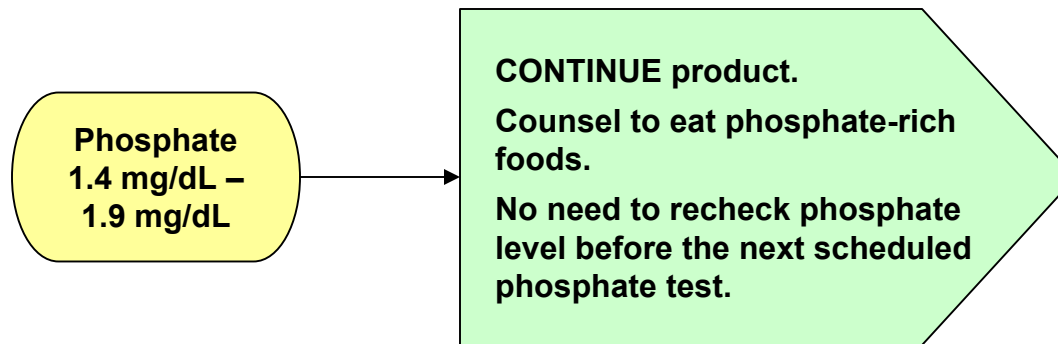 Phosphate
1.4 mg/dL –
1.9 mg/dL
CONTINUE product.
Counsel to eat phosphate-rich
foods.
No need to recheck phosphate
level before the next scheduled
phosphate test.